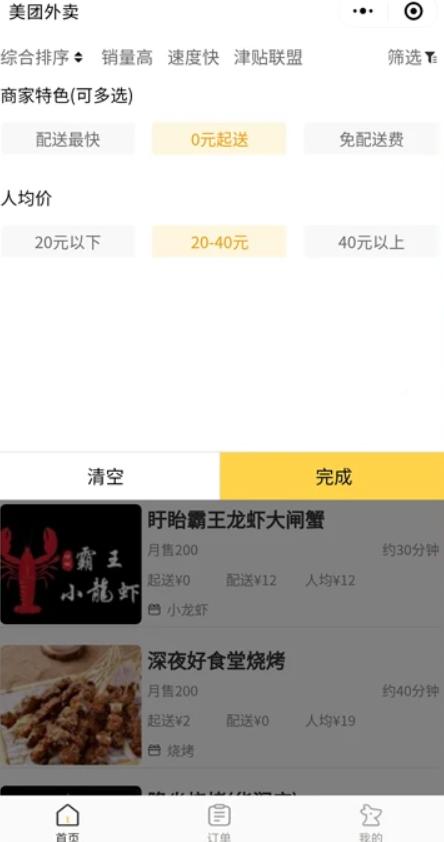 美团外卖
综合排序 销量高 速度快 津贴联盟 筛选
商家特色(可多选)
配送最快 0元起送 免配送费
人均价
20元以下 20-40元 40元以上
清空 完成
盱眙霸王龙虾大闸蟹
月售200 约30分钟
起送¥0 配送¥12 人均¥12
小龙虾
霸王
小龍虾
深夜好食堂烧烤
月售200 约40分钟
起送¥2 配送¥0 人均¥19
烧烤
首页 订单 我的